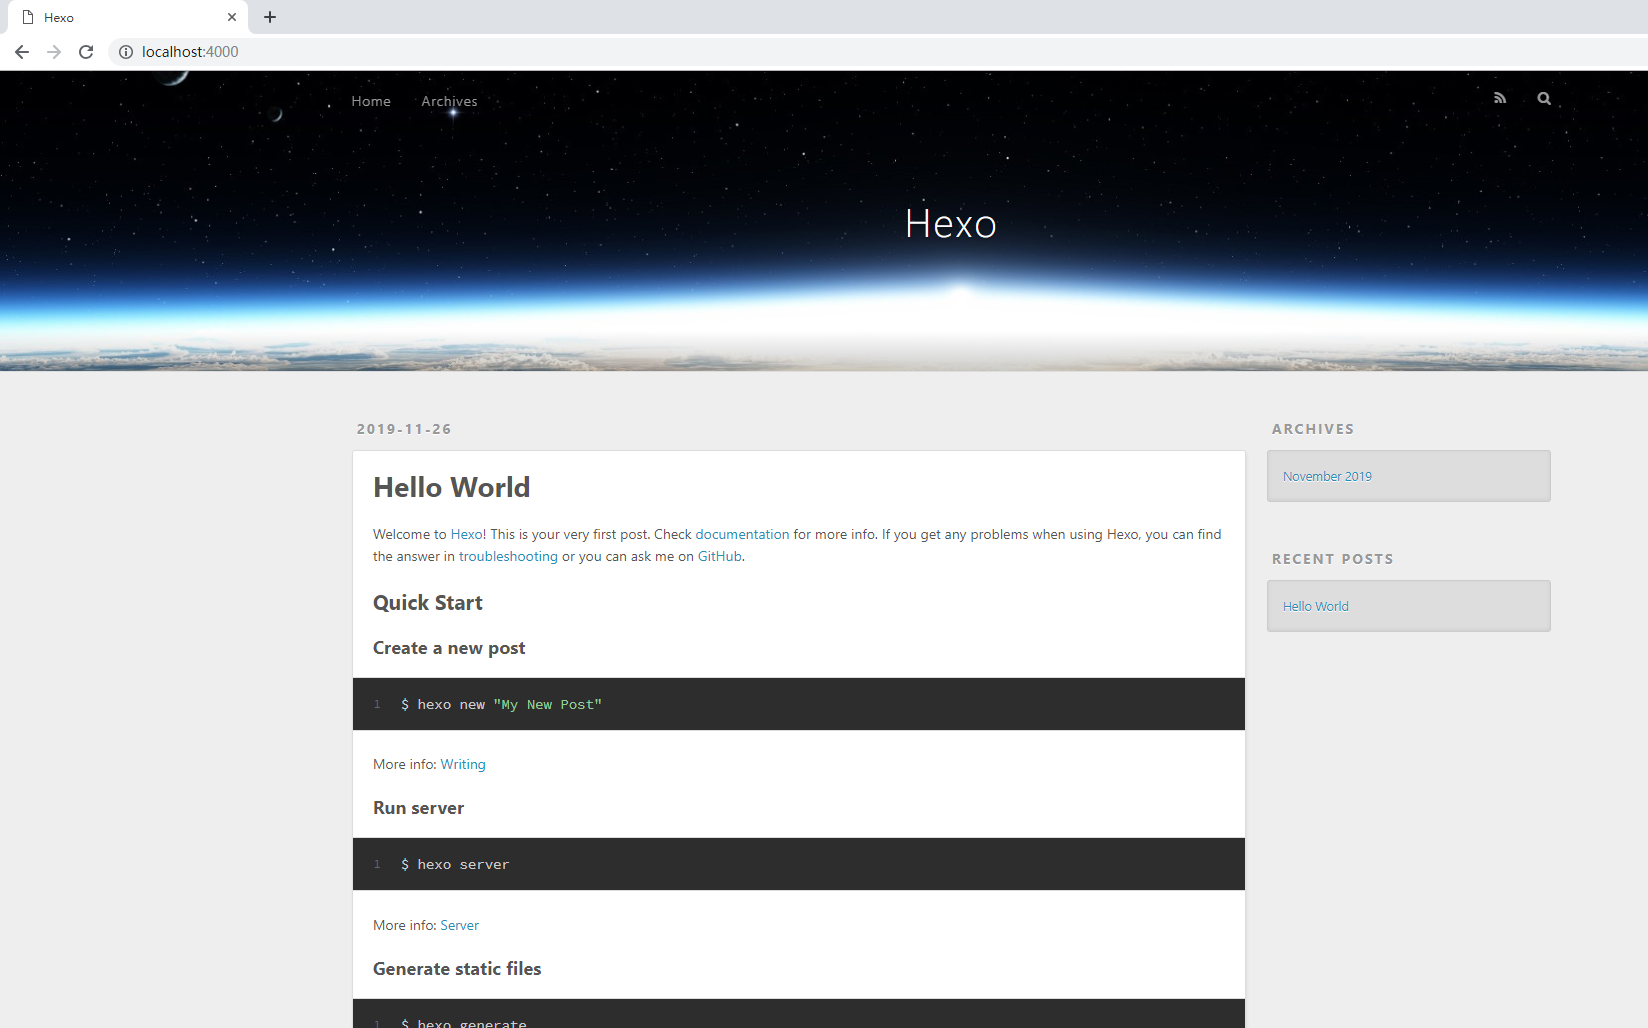 Hexo
localhost:4000
Home Archives
Hexo
2019-11-26
Hello World
Welcome to Hexo! This is your very first post. Check documentation for more info. If you get any problems when using Hexo, you can find
the answer in troubleshooting or you can ask me on GitHub.
Quick Start
Create a new post
1 $ hexo new "My New Post"
More info: Writing
Run server
1 $ hexo server
More info: Server
Generate static files
1 $ hexo generate
ARCHIVES
November 2019
RECENT POSTS
Hello World